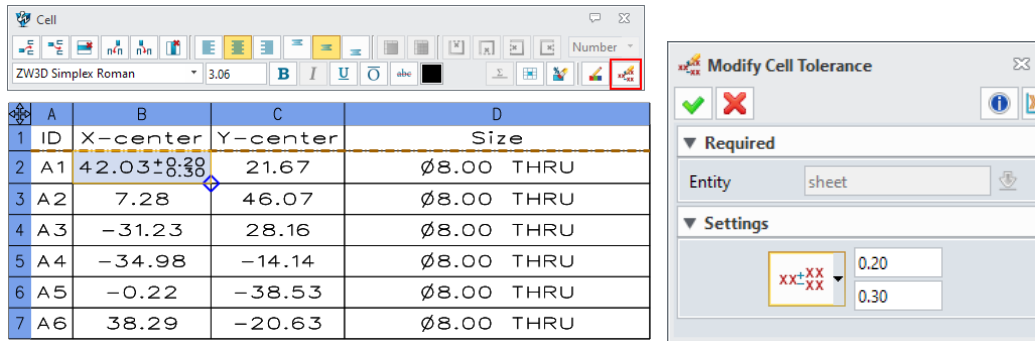 Cell
Number
ZW3D Simplex Roman 3.06 B I U O abc Σ
A B C D
1 ID X-center Y-center Size
2 A1 42.03±0.20 0.30 21.67 Ø8.00 THRU
3 A2 7.28 46.07 Ø8.00 THRU
4 A3 -31.23 28.16 Ø8.00 THRU
5 A4 -34.98 -14.14 Ø8.00 THRU
6 A5 -0.22 -38.53 Ø8.00 THRU
7 A6 38.29 -20.63 Ø8.00 THRU
Modify Cell Tolerance
Required
Entity sheet
Settings
xx±xx xx 0.20
0.30